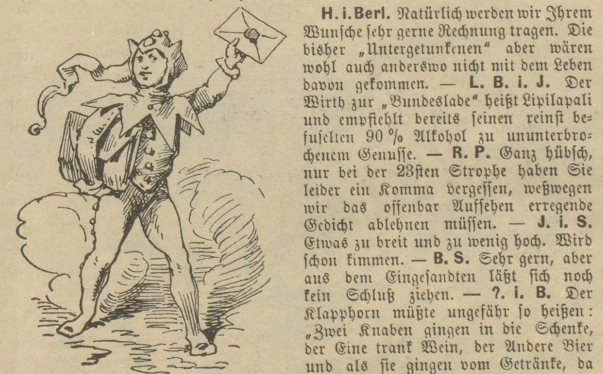 H. i. Berl. Natürlich werden wir Ihrem
Wunsche sehr gerne Rechnung tragen. Die
bisher „Untergetunkenen“ aber wären
wohl auch anderswo nicht mit dem Leben
davon gekommen. — L. B. i. J. Der
Wirth zur „Bundeslade“ heißt Lipilapali
und empfiehlt bereits seinen reinst be-
fuselten 90 % Alkohol zu ununterbro-
chenem Genusse. — R. P. Ganz hübsch,
nur bei der 23sten Strophe haben Sie
leider ein Komma vergessen, weßwegen
wir das offenbar Aufsehen erregende
Gedicht ablehnen müssen. — J. i. S.
Etwas zu breit und zu wenig hoch. Wird
schon kimmen. — B. S. Sehr gern, aber
aus dem Eingesandten läßt sich noch
kein Schluß ziehen. — ?. i. B. Der
Klapphorn müßte ungefähr so heißen:
„Zwei Knaben gingen in die Schenke,
der Eine trank Wein, der Andere Bier
und als sie gingen vom Getränke, da